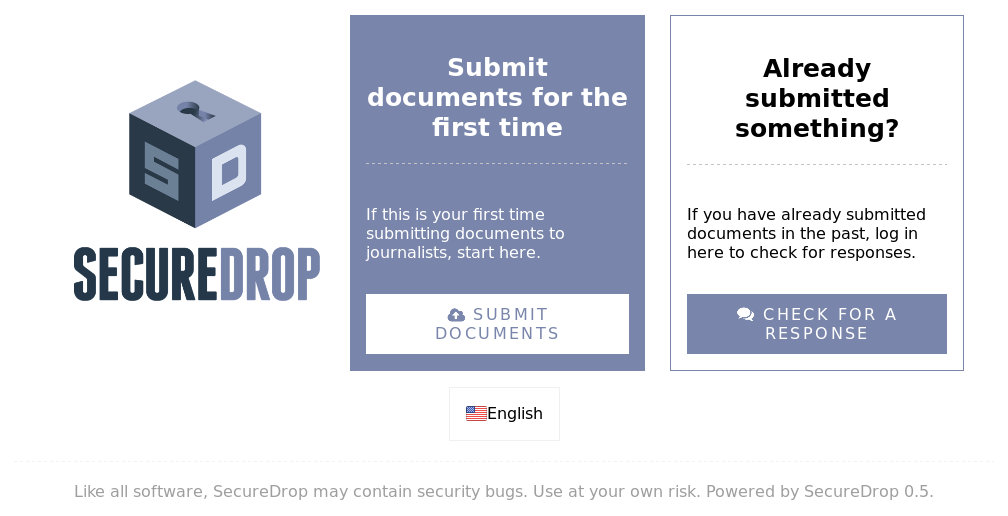 S D
SECUREDROP
Submit
documents for the
first time
If this is your first time
submitting documents to
journalists, start here.
SUBMIT
DOCUMENTS
Already
submitted
something?
If you have already submitted
documents in the past, log in
here to check for responses.
CHECK FOR A
RESPONSE
English
Like all software, SecureDrop may contain security bugs. Use at your own risk. Powered by SecureDrop 0.5.